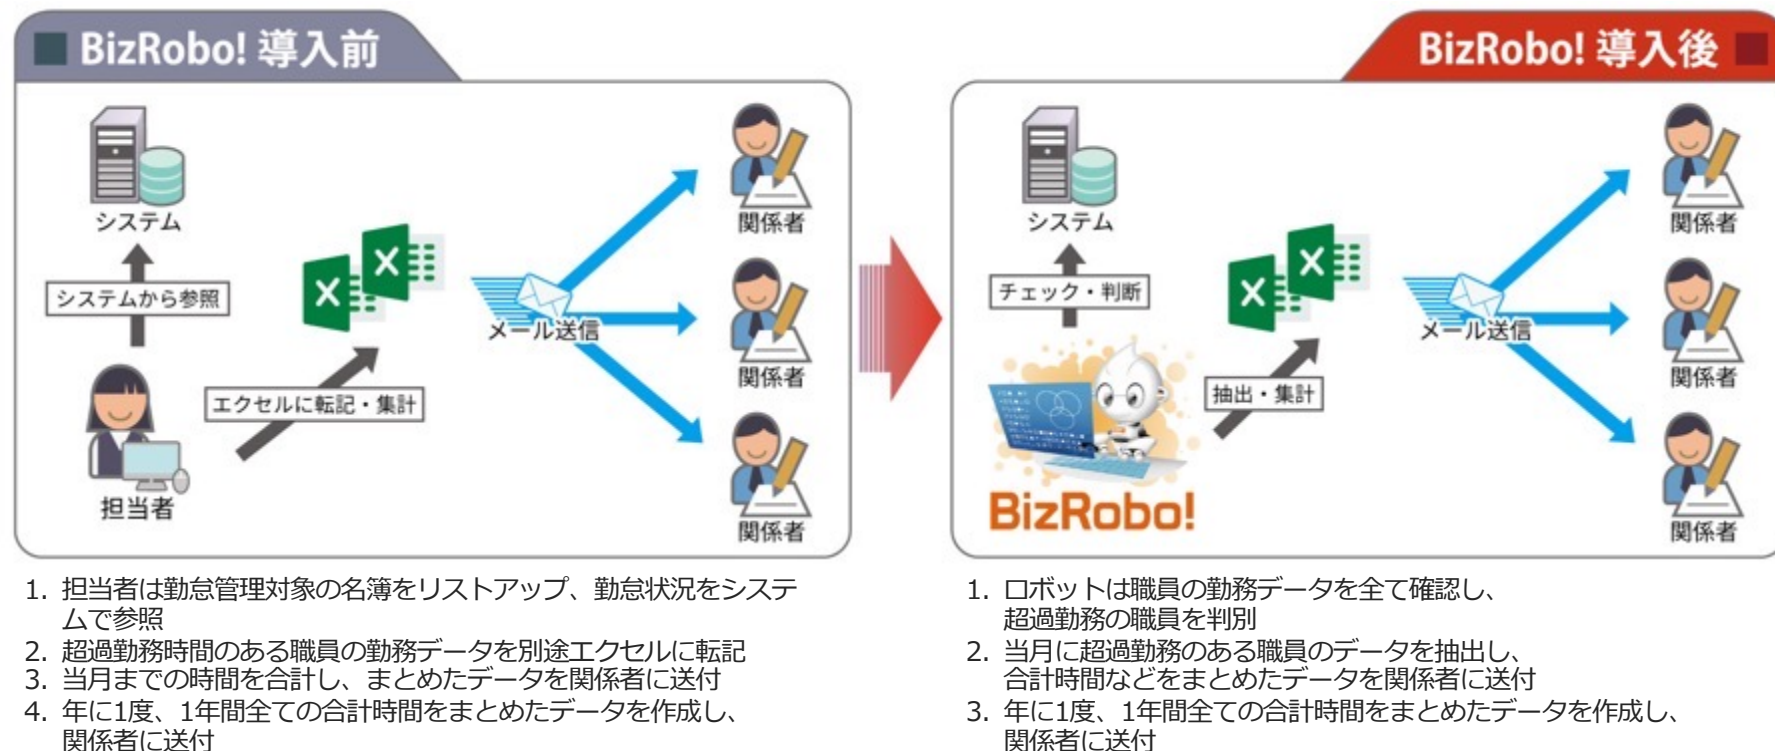 BizRobo! 導入前
システム
システムから参照
エクセルに転記・集計
担当者
メール送信
関係者
関係者
関係者
BizRobo! 導入後
システム
チェック・判断
抽出・集計
BizRobo!
メール送信
関係者
関係者
関係者
1. 担当者は勤怠管理対象の名簿をリストアップ、勤怠状況をシステ
ムで参照
2. 超過勤務時間のある職員の勤務データを別途エクセルに転記
3. 当月までの時間を合計し、まとめたデータを関係者に送付
4. 年に1度、1年間全ての合計時間をまとめたデータを作成し、
関係者に送付
1. ロボットは職員の勤務データを全て確認し、
超過勤務の職員を判別
2. 当月に超過勤務のある職員のデータを抽出し、
合計時間などをまとめたデータを関係者に送付
3. 年に1度、1年間全ての合計時間をまとめたデータを作成し、
関係者に送付